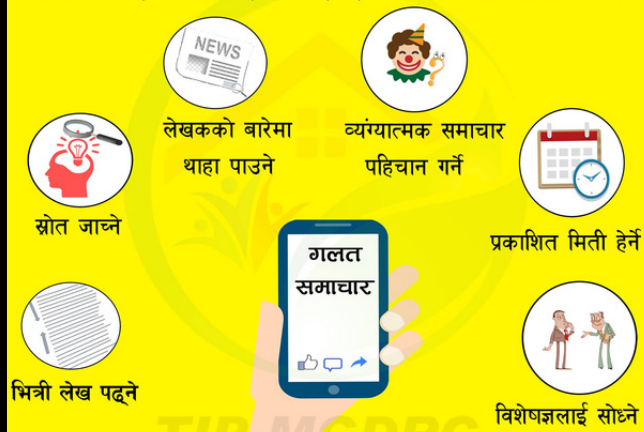 NEWS
लेखकको बारेमा
थाहा पाउने
व्यंग्यात्मक समाचार
पहिचान गर्ने
स्रोत जाच्ने
प्रकाशित मिती हेर्ने
गलत
समाचार
भित्री लेख पढ्ने
विशेषज्ञलाई सोध्ने